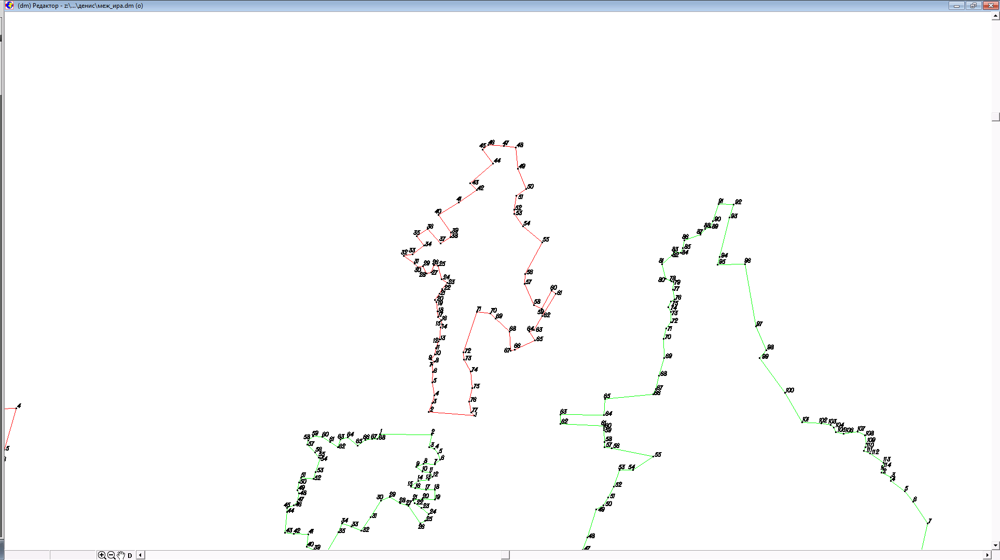 (dm) Редактор - z:\...\денис\меж_ира.dm (о)
45 46 47 48
44 49
43 42 50
41 51
40 52 53
54
36 35 39 38 37 55
34 33 32
31 30 29 28 27 26 25
24 23 22 21 20 19 18 17 16 15 14 13 12 11 10 9 8 7 6 5 4 3 2 1
56 57 58 59 60 61 62 63 64 65 66 67 68 69 70 71 72 73 74 75 76 77
91 92 93 90 89 88 87 86 85 84 83 82 81 80 79 78 77 76 75 74 73 72 71 70 69 68 67 66 65 64 63 62 61 60 59 58 57 56 55 54 53 52 51 50 49 48 47
94 95 96 97 98 99 100 101 102 103 104 105 106 107 108 109 110 111 112 113 114
1 2 3 4 5 6 7
4
5
1 2 3 4 5 6 7 8 9 10 11 12 13 14 15 16 17 18 19 20 21 22 23 24 25 26 27 28 29 30 31 32 33 34 35
39 40 41 42 43 44 45 46 47 48 49 50 51 52 53 54 55 56 57 58 59 60 61 62 63 64 65 66 67 68
D